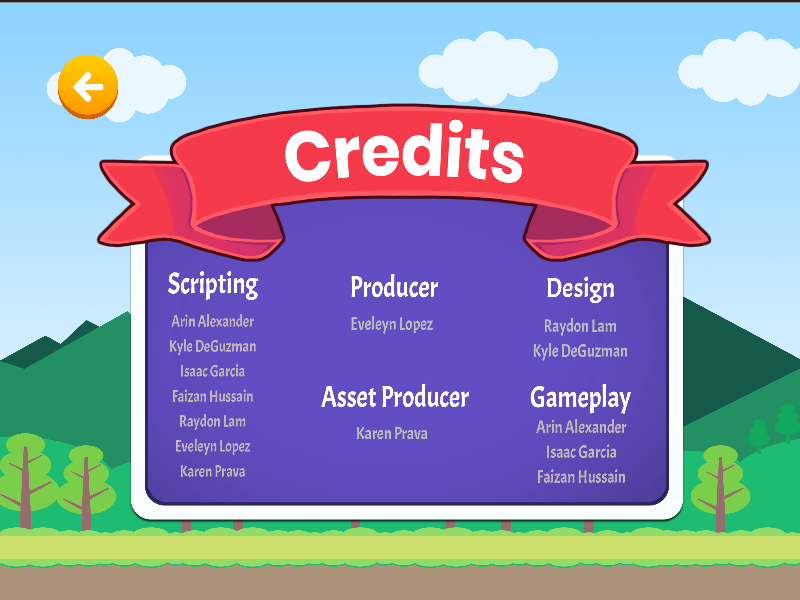 Credits
Scripting
Arin Alexander
Kyle DeGuzman
Isaac Garcia
Faizan Hussain
Raydon Lam
Eveleyn Lopez
Karen Prava
Producer
Eveleyn Lopez
Asset Producer
Karen Prava
Design
Raydon Lam
Kyle DeGuzman
Gameplay
Arin Alexander
Isaac Garcia
Faizan Hussain